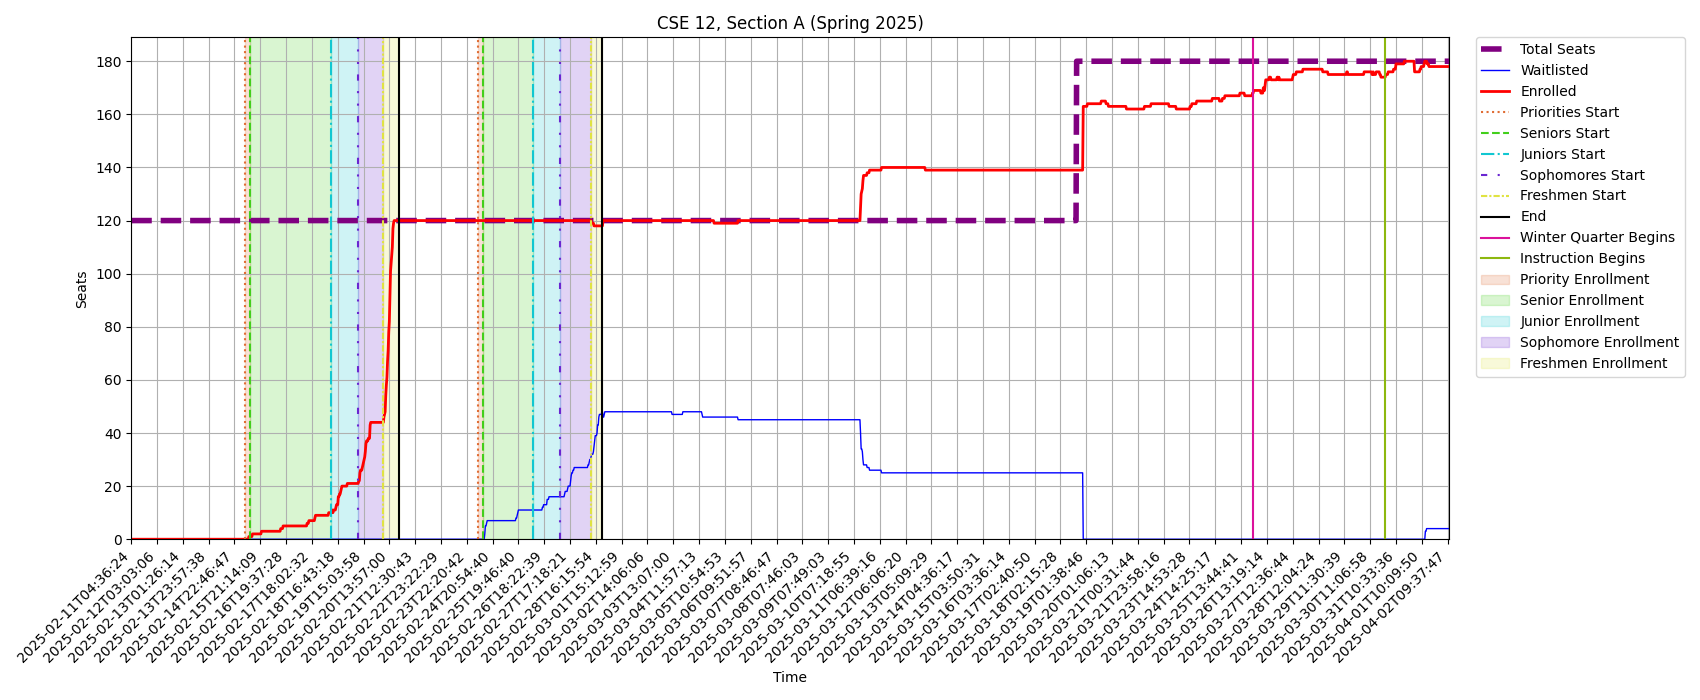 CSE 12, Section A (Spring 2025)
Seats
180
160
140
120
100
80
60
40
20
0
2025-02-11T04:36:24
2025-02-12T03:03:06
2025-02-13T01:26:14
2025-02-13T23:57:38
2025-02-14T22:46:47
2025-02-15T21:14:09
2025-02-16T19:37:28
2025-02-17T18:02:32
2025-02-18T16:43:18
2025-02-19T15:03:58
2025-02-20T13:57:00
2025-02-21T12:30:43
2025-02-22T23:22:29
2025-02-23T22:20:42
2025-02-24T20:54:40
2025-02-25T19:46:40
2025-02-26T18:22:39
2025-02-27T17:18:21
2025-02-28T16:15:54
2025-03-01T15:12:59
2025-03-02T14:06:06
2025-03-03T13:07:00
2025-03-04T11:57:13
2025-03-05T10:54:53
2025-03-06T09:51:57
2025-03-07T08:46:47
2025-03-08T07:46:03
2025-03-09T07:49:03
2025-03-10T07:18:55
2025-03-11T06:39:16
2025-03-12T06:06:20
2025-03-13T05:09:29
2025-03-14T04:36:17
2025-03-15T03:50:31
2025-03-16T03:36:14
2025-03-17T02:40:50
2025-03-18T02:15:28
2025-03-19T01:38:46
2025-03-20T01:06:13
2025-03-21T00:31:44
2025-03-21T23:58:16
2025-03-23T14:53:28
2025-03-24T14:25:17
2025-03-25T13:44:41
2025-03-26T13:19:14
2025-03-27T12:36:44
2025-03-28T12:04:24
2025-03-29T11:30:39
2025-03-30T11:06:58
2025-03-31T10:33:36
2025-04-01T10:09:50
2025-04-02T09:37:47
Time
Total Seats
Waitlisted
Enrolled
Priorities Start
Seniors Start
Juniors Start
Sophomores Start
Freshmen Start
End
Winter Quarter Begins
Instruction Begins
Priority Enrollment
Senior Enrollment
Junior Enrollment
Sophomore Enrollment
Freshmen Enrollment